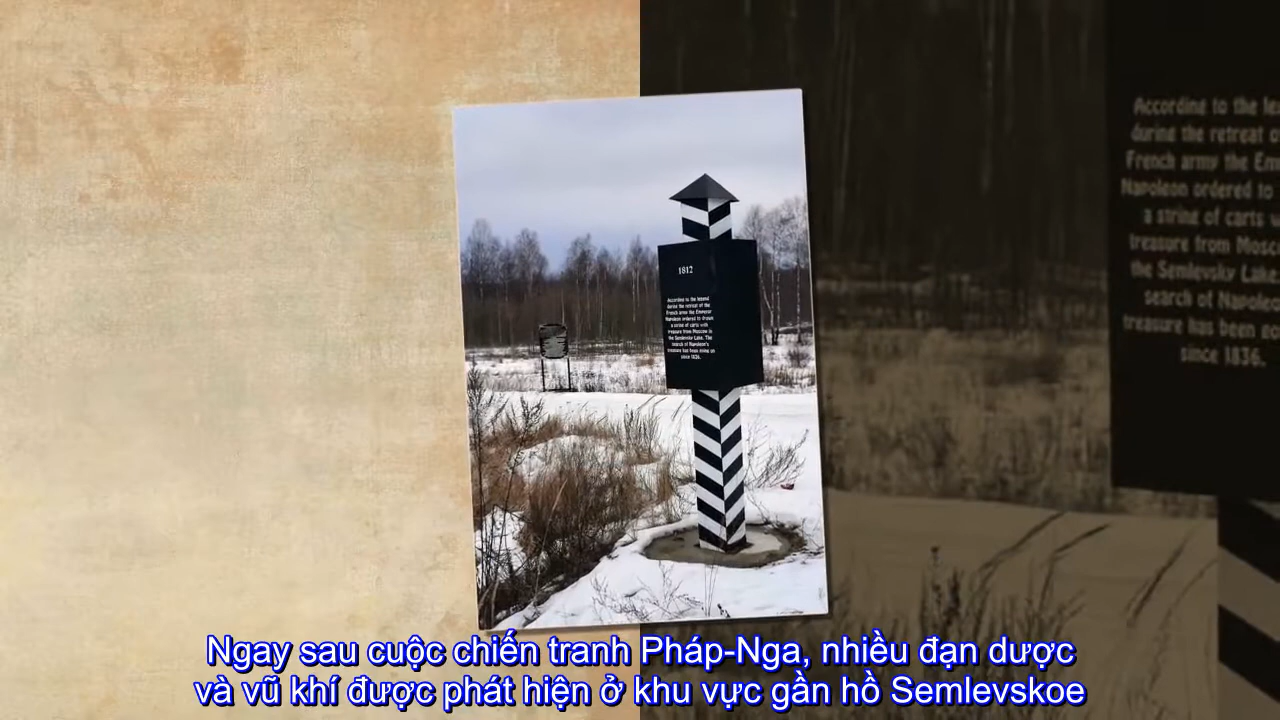 1812
According to the legend
during the retreat of the
French army the Emperor
Napoleon ordered to drown
a string of carts with
treasure from Moscow in
the Semlevsky Lake. The
search of Napoleon's
treasure has been going on
since 1836.
According to the le
during the retreat o
French army the Em
Napoleon ordered to
a string of carts w
treasure from Mosc
the Semlevsky Lake
search of Napoleo
treasure has been
since 1836.
Ngay sau cuộc chiến tranh Pháp-Nga, nhiều đạn dược
và vũ khí được phát hiện ở khu vực gần hồ Semlevskoe